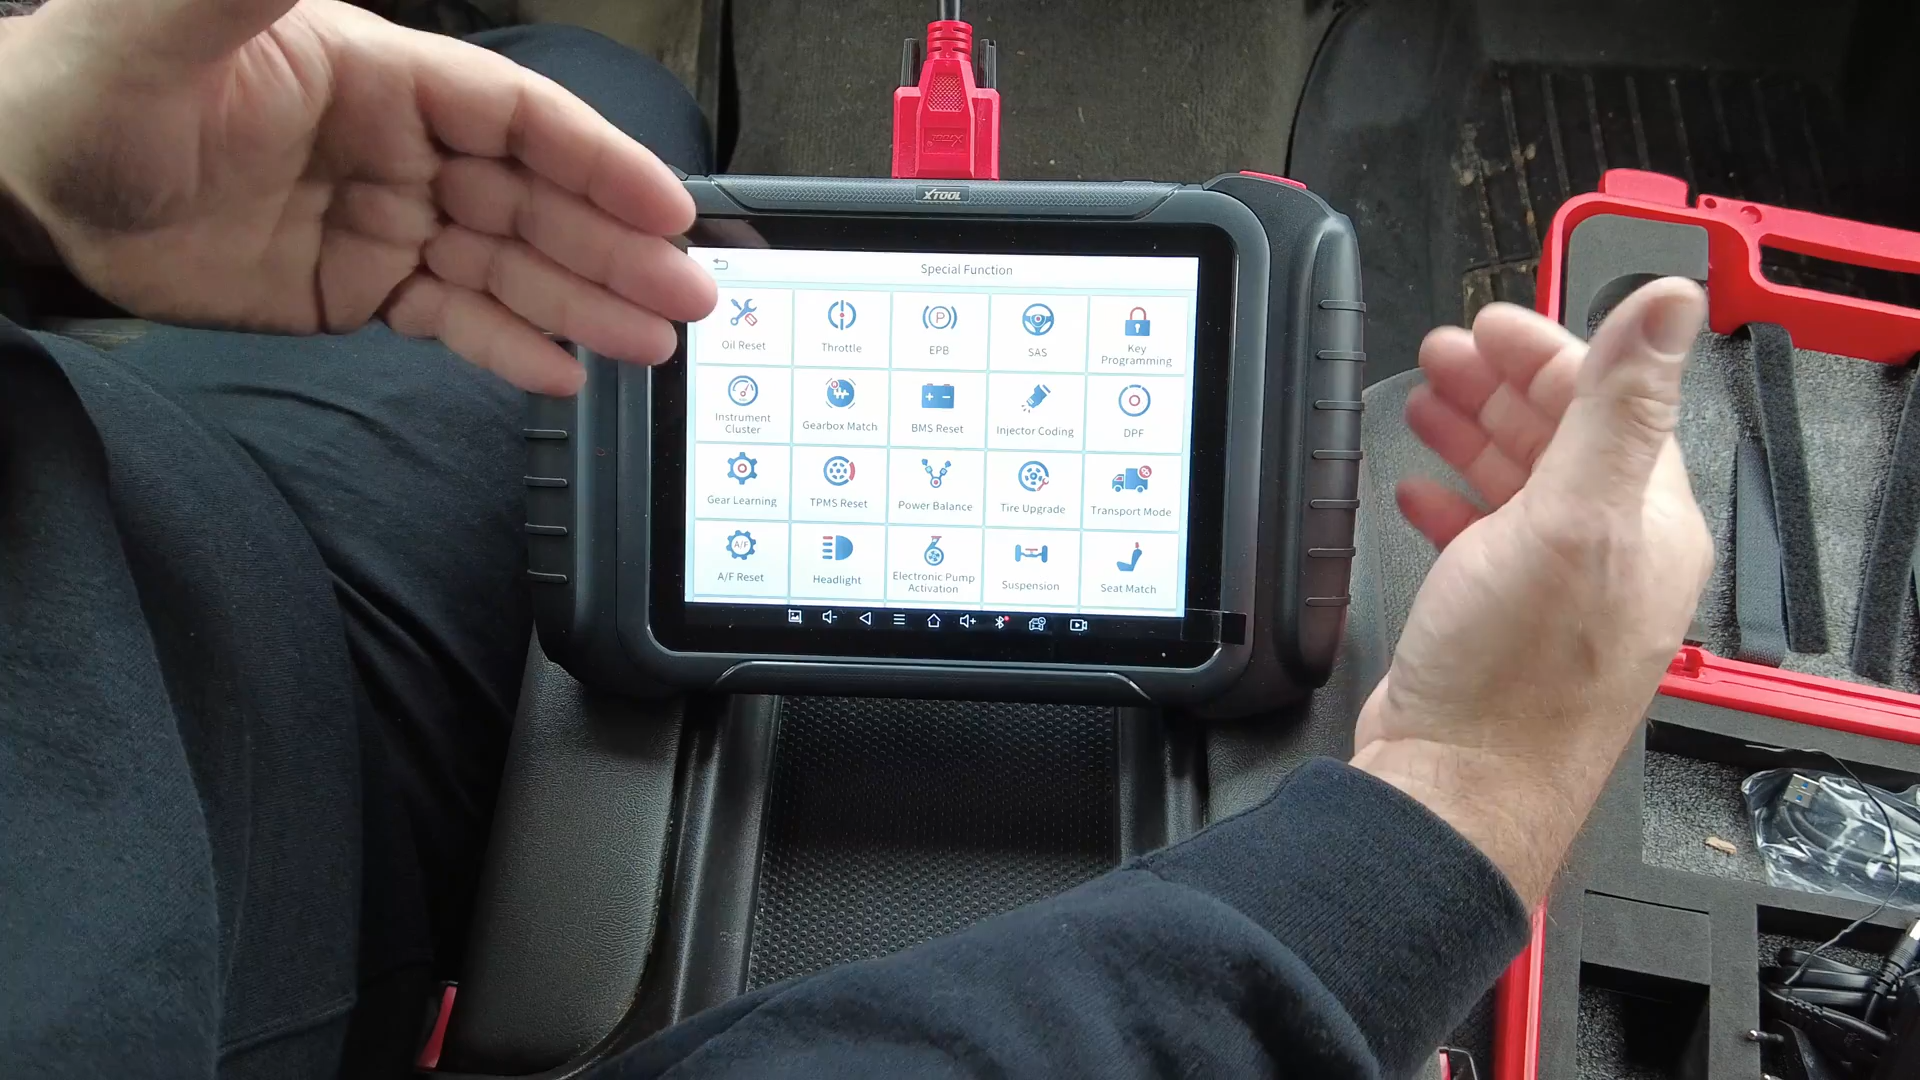 XTOOL
XTOOL
Special Function
Oil Reset
Throttle
(P)
EPB
SAS
Key
Programming
Instrument
Cluster
Gearbox Match
BMS Reset
Injector Coding
DPF
Gear Learning
TPMS Reset
Power Balance
Tire Upgrade
Transport Mode
A/F
A/F Reset
Headlight
Electronic Pump
Activation
Suspension
Seat Match